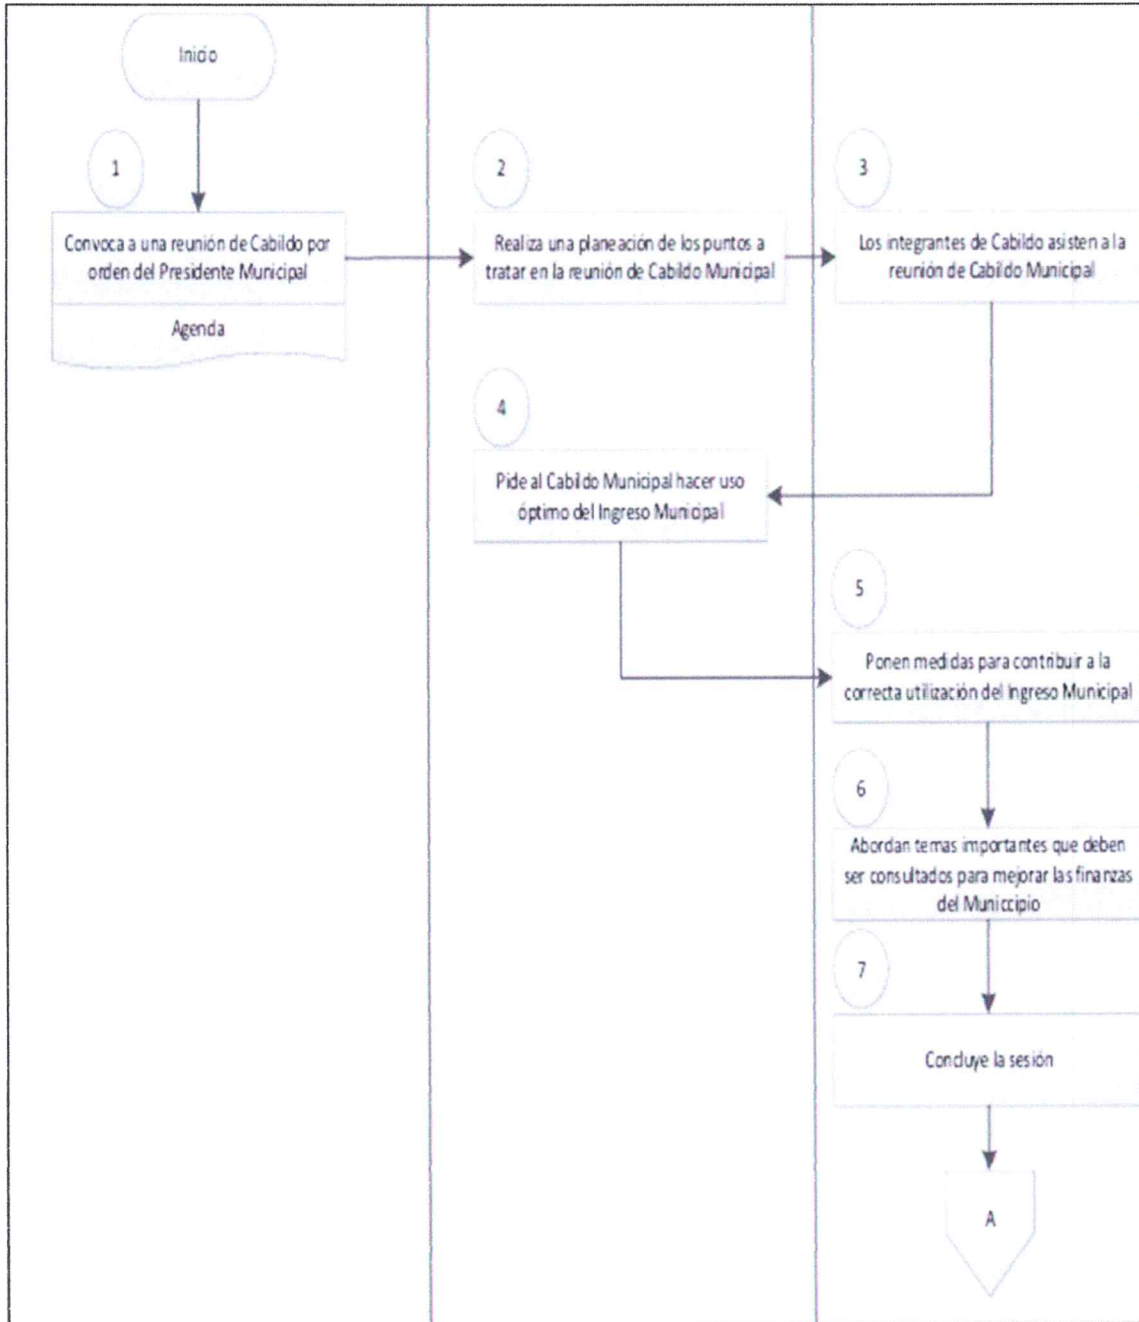 Inicio
1
Convoca a una reunión de Cabildo por
orden del Presidente Municipal
Agenda
2
Realiza una planeación de los puntos a
tratar en la reunión de Cabildo Municipal
3
Los integrantes de Cabildo asisten a la
reunión de Cabildo Municipal
4
Pide al Cabildo Municipal hacer uso
óptimo del Ingreso Municipal
5
Ponen medidas para contribuir a la
correcta utilización del Ingreso Municipal
6
Abordan temas importantes que deben
ser consultados para mejorar las finanzas
del Municcipio
7
Concluye la sesión
A